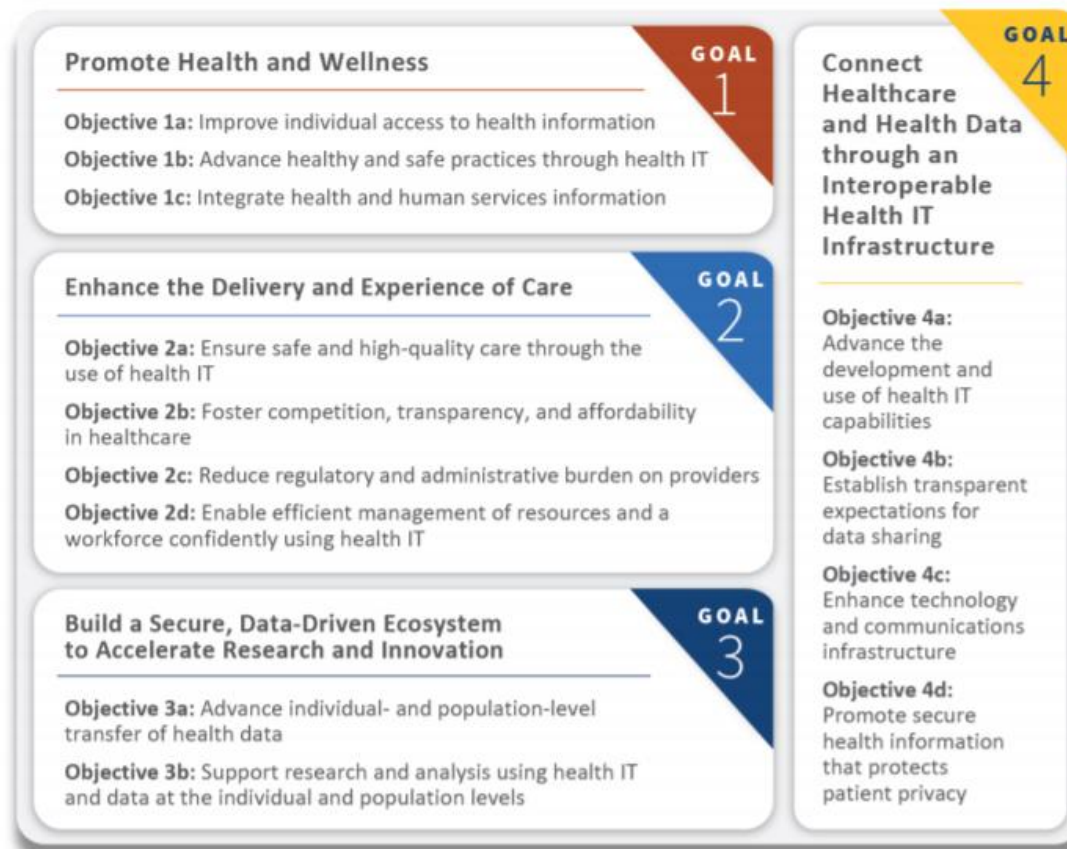 Promote Health and Wellness
GOAL
1
Objective 1a: Improve individual access to health information
Objective 1b: Advance healthy and safe practices through health IT
Objective 1c: Integrate health and human services information
Enhance the Delivery and Experience of Care
GOAL
2
Objective 2a: Ensure safe and high-quality care through the
use of health IT
Objective 2b: Foster competition, transparency, and affordability
in healthcare
Objective 2c: Reduce regulatory and administrative burden on providers
Objective 2d: Enable efficient management of resources and a
workforce confidently using health IT
Build a Secure, Data-Driven Ecosystem
to Accelerate Research and Innovation
GOAL
3
Objective 3a: Advance individual- and population-level
transfer of health data
Objective 3b: Support research and analysis using health IT
and data at the individual and population levels
GOAL
4
Connect
Healthcare
and Health Data
through an
Interoperable
Health IT
Infrastructure
Objective 4a:
Advance the
development and
use of health IT
capabilities
Objective 4b:
Establish transparent
expectations for
data sharing
Objective 4c:
Enhance technology
and communications
infrastructure
Objective 4d:
Promote secure
health information
that protects
patient privacy